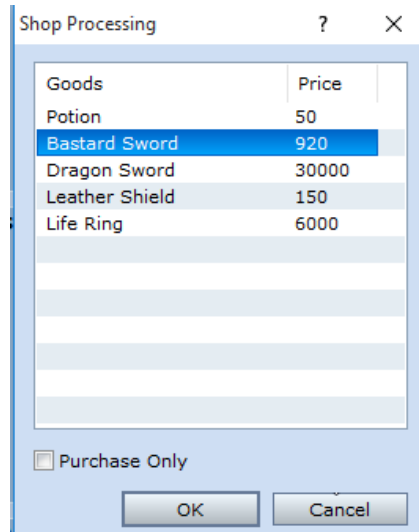 Shop Processing ?
Goods Price
Potion 50
Bastard Sword 920
Dragon Sword 30000
Leather Shield 150
Life Ring 6000
Purchase Only
OK Cancel